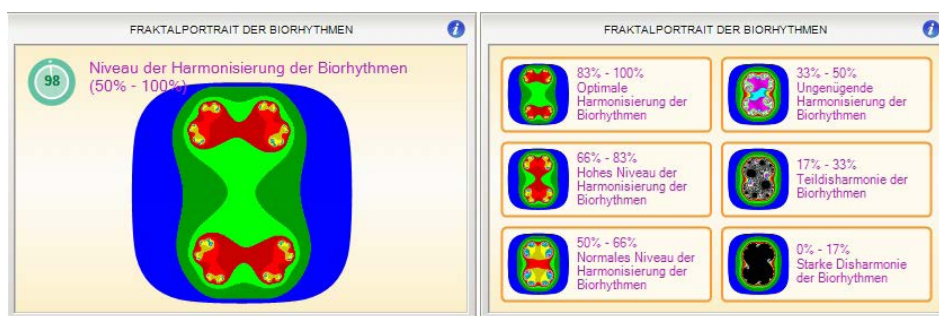 FRAKTALPORTRAIT DER BIORHYTHMEN
i
98
Niveau der Harmonisierung der Biorhythmen
(50% - 100%)
FRAKTALPORTRAIT DER BIORHYTHMEN
i
83% - 100%
Optimale
Harmonisierung der
Biorhythmen
33% - 50%
Ungenügende
Harmonisierung der
Biorhythmen
66% - 83%
Hohes Niveau der
Harmonisierung der
Biorhythmen
17% - 33%
Teildisharmonie der
Biorhythmen
50% - 66%
Normales Niveau der
Harmonisierung der
Biorhythmen
0% - 17%
Starke Disharmonie
der Biorhythmen